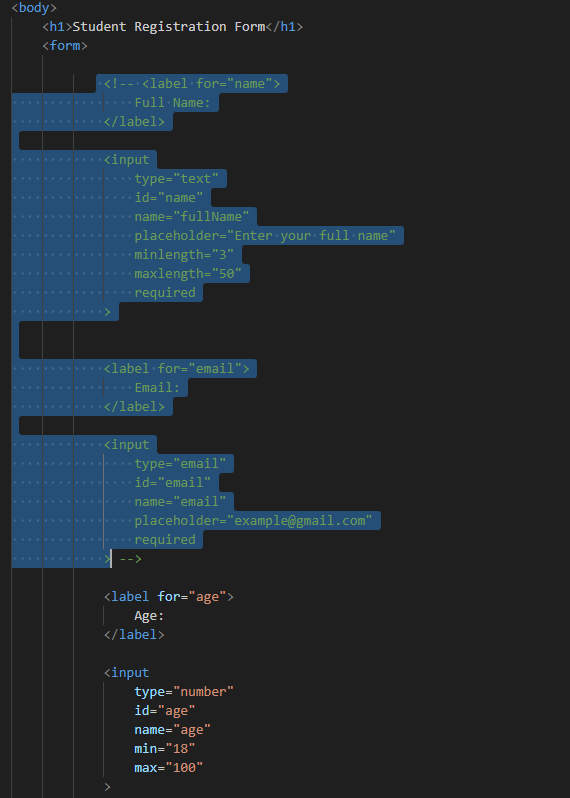 <body>
<h1>Student Registration Form</h1>
<form>
<!-- <label for="name">
Full Name:
</label>
<input
type="text"
id="name"
name="fullName"
placeholder="Enter your full name"
minlength="3"
maxlength="50"
required
>
<label for="email">
Email:
</label>
<input
type="email"
id="email"
name="email"
placeholder="example@gmail.com"
required
> -->
<label for="age">
Age:
</label>
<input
type="number"
id="age"
name="age"
min="18"
max="100"
>